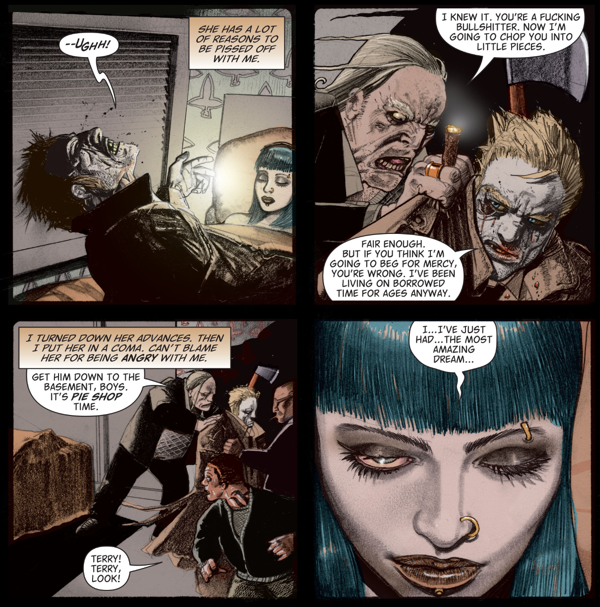 --UGHH!
SHE HAS A LOT
OF REASONS TO
BE PISSED OFF
WITH ME.
I KNEW IT. YOU'RE A FUCKING
BULLSHITTER. NOW I'M
GOING TO CHOP YOU INTO
LITTLE PIECES.
FAIR ENOUGH.
BUT IF YOU THINK I'M
GOING TO BEG FOR MERCY,
YOU'RE WRONG. I'VE BEEN
LIVING ON BORROWED
TIME FOR AGES ANYWAY.
I TURNED DOWN HER ADVANCES. THEN
I PUT HER IN A COMA. CAN'T BLAME
HER FOR BEING ANGRY WITH ME.
GET HIM DOWN TO THE
BASEMENT, BOYS.
IT'S PIE SHOP
TIME.
TERRY!
TERRY,
LOOK!
I...I'VE JUST
HAD...THE MOST
AMAZING
DREAM...